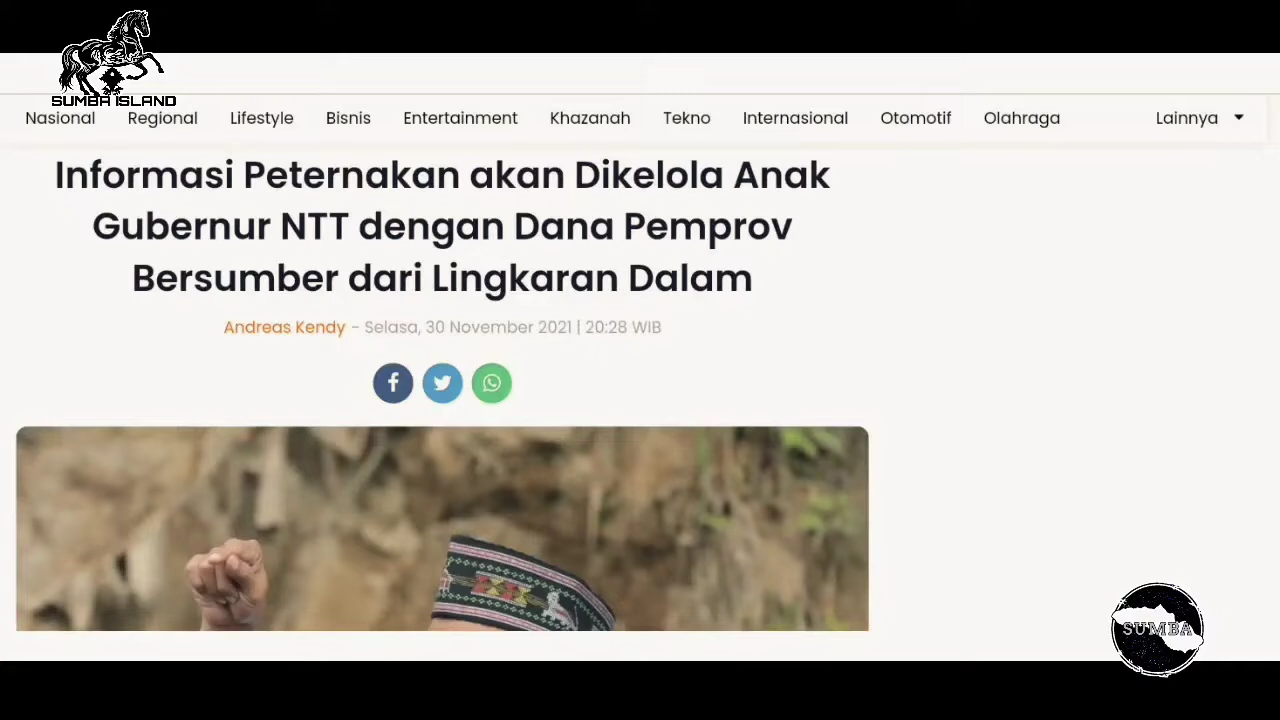 SUMBA ISLAND
Nasional Regional Lifestyle Bisnis Entertainment Khazanah Tekno Internasional Otomotif Olahraga Lainnya
Informasi Peternakan akan Dikelola Anak
Gubernur NTT dengan Dana Pemprov
Bersumber dari Lingkaran Dalam
Andreas Kendy - Selasa, 30 November 2021 | 20:28 WIB
SUMBA